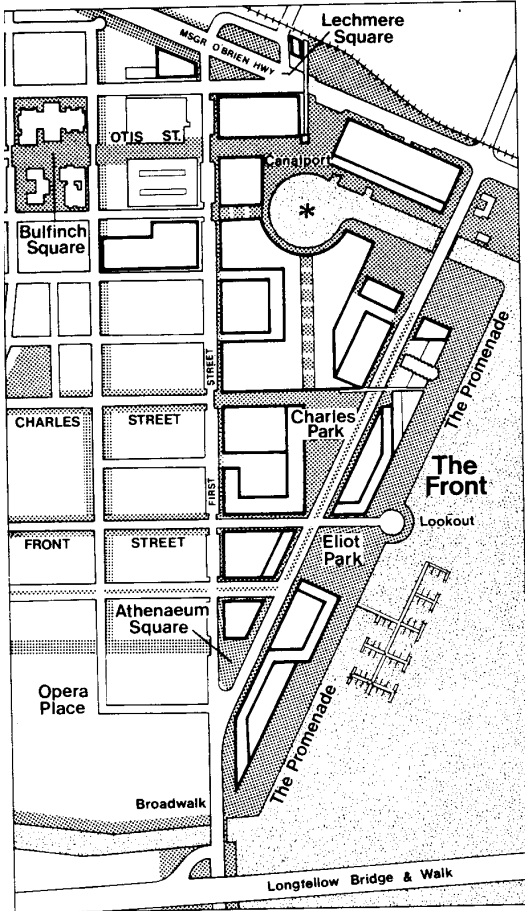 Lechmere
Square
MSGR O'BRIEN HWY
OTIS ST.
Canalport
*
Bulfinch
Square
The Promenade
STREET
CHARLES STREET
Charles
Park
The
Front
FIRST
Lookout
FRONT STREET
Eliot
Park
Athenaeum
Square
Opera
Place
The Promenade
Broadwalk
Longfellow Bridge & Walk